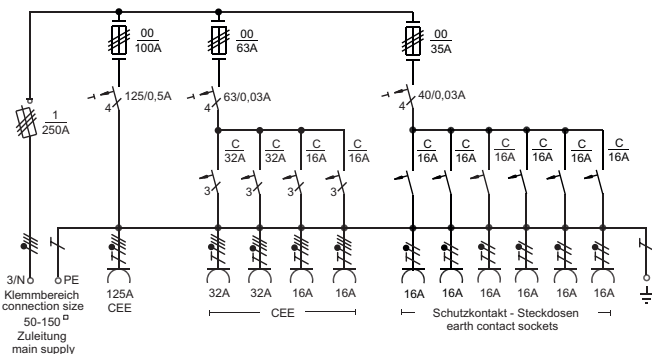 00
100A
00
63A
00
35A
125/0,5A
4
63/0,03A
4
40/0,03A
4
1
250A
C
32A
C
32A
C
16A
C
16A
C
16A
C
16A
C
16A
C
16A
C
16A
C
16A
3
3
3
3
3/N
PE
125A
CEE
32A
32A
16A
16A
16A
16A
16A
16A
16A
16A
CEE
Klemmbereich
connection size
50-150 □
Zuleitung
main supply
Schutzkontakt - Steckdosen
earth contact sockets